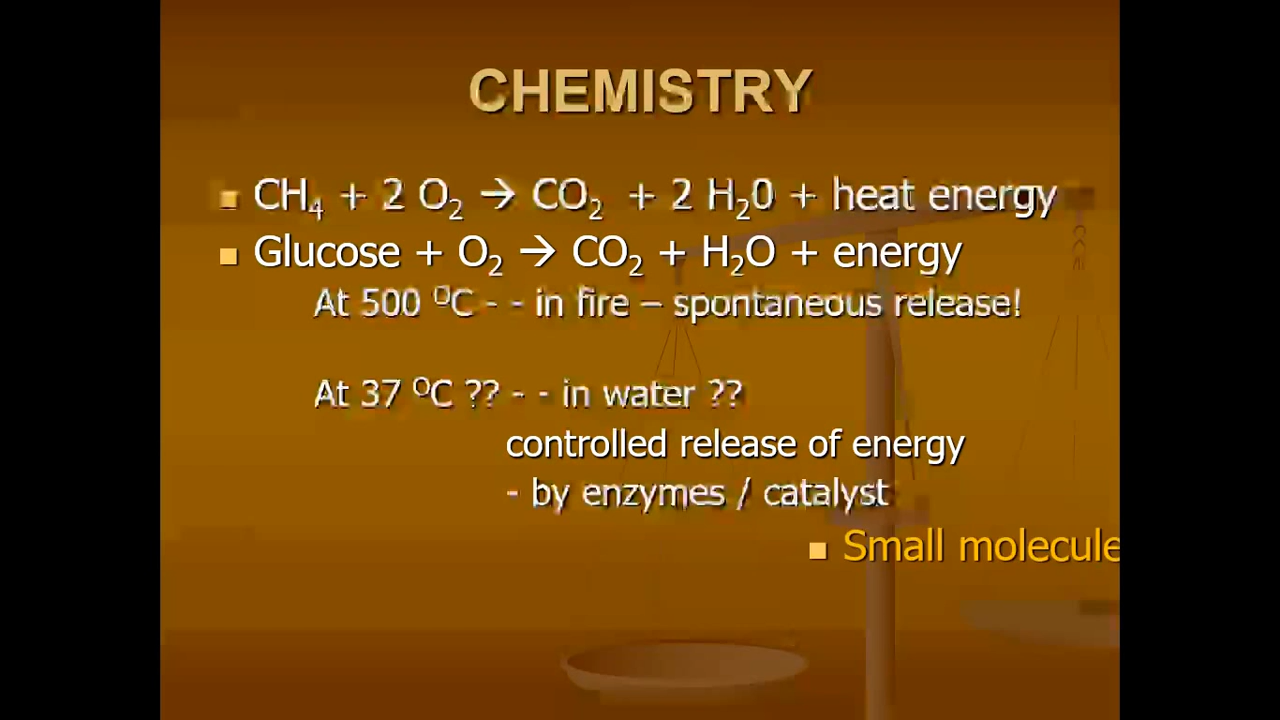 CHEMISTRY
■ CH₄ + 2 O₂ → CO₂ + 2 H₂0 + heat energy
■ Glucose + O₂ → CO₂ + H₂O + energy
At 500 ᴼC - - in fire – spontaneous release!
At 37 ᴼC ?? - - in water ??
controlled release of energy
- by enzymes / catalyst
■ Small molecule